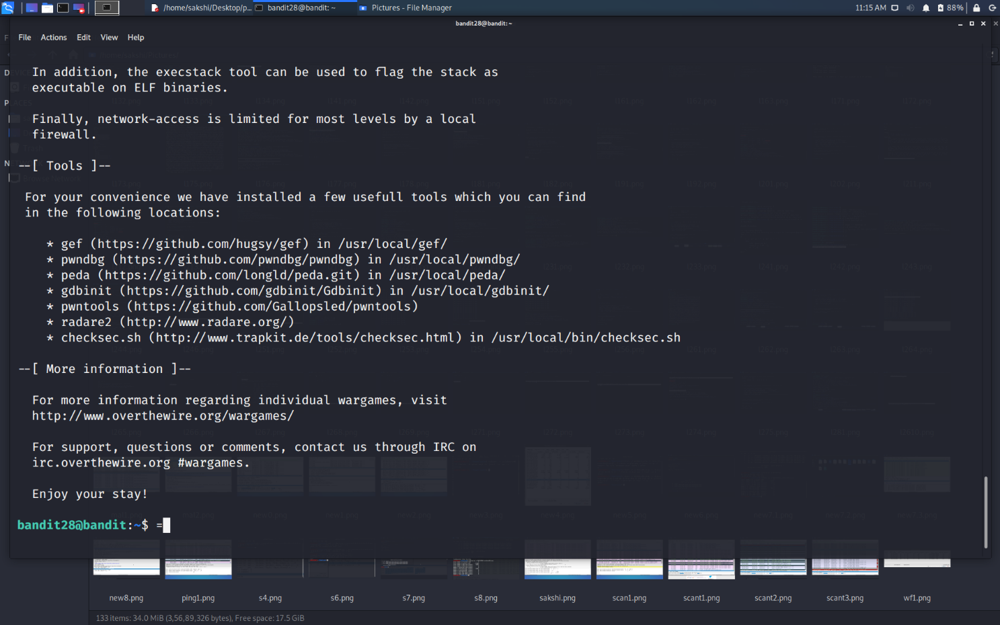 /home/sakshi/Desktop/p...
bandit28@bandit: ~
Pictures - File Manager
11:15 AM
88%
bandit28@bandit:~
File Actions Edit View Help
In addition, the execstack tool can be used to flag the stack as
executable on ELF binaries.
Finally, network-access is limited for most levels by a local
firewall.
--[ Tools ]--
For your convenience we have installed a few usefull tools which you can find
in the following locations:
* gef (https://github.com/hugsy/gef) in /usr/local/gef/
* pwndbg (https://github.com/pwndbg/pwndbg) in /usr/local/pwndbg/
* peda (https://github.com/longld/peda.git) in /usr/local/peda/
* gdbinit (https://github.com/gdbinit/Gdbinit) in /usr/local/gdbinit/
* pwntools (https://github.com/Gallopsled/pwntools)
* radare2 (http://www.radare.org/)
* checksec.sh (http://www.trapkit.de/tools/checksec.html) in /usr/local/bin/checksec.sh
--[ More information ]--
For more information regarding individual wargames, visit
http://www.overthewire.org/wargames/
For support, questions or comments, contact us through IRC on
irc.overthewire.org #wargames.
Enjoy your stay!
bandit28@bandit:~$ =
new8.png ping1.png s4.png s6.png s7.png s8.png sakshi.png scan1.png scant1.png scant2.png scant3.png wf1.png
133 items: 34.0 MiB (3,56,89,326 bytes), Free space: 17.5 GiB